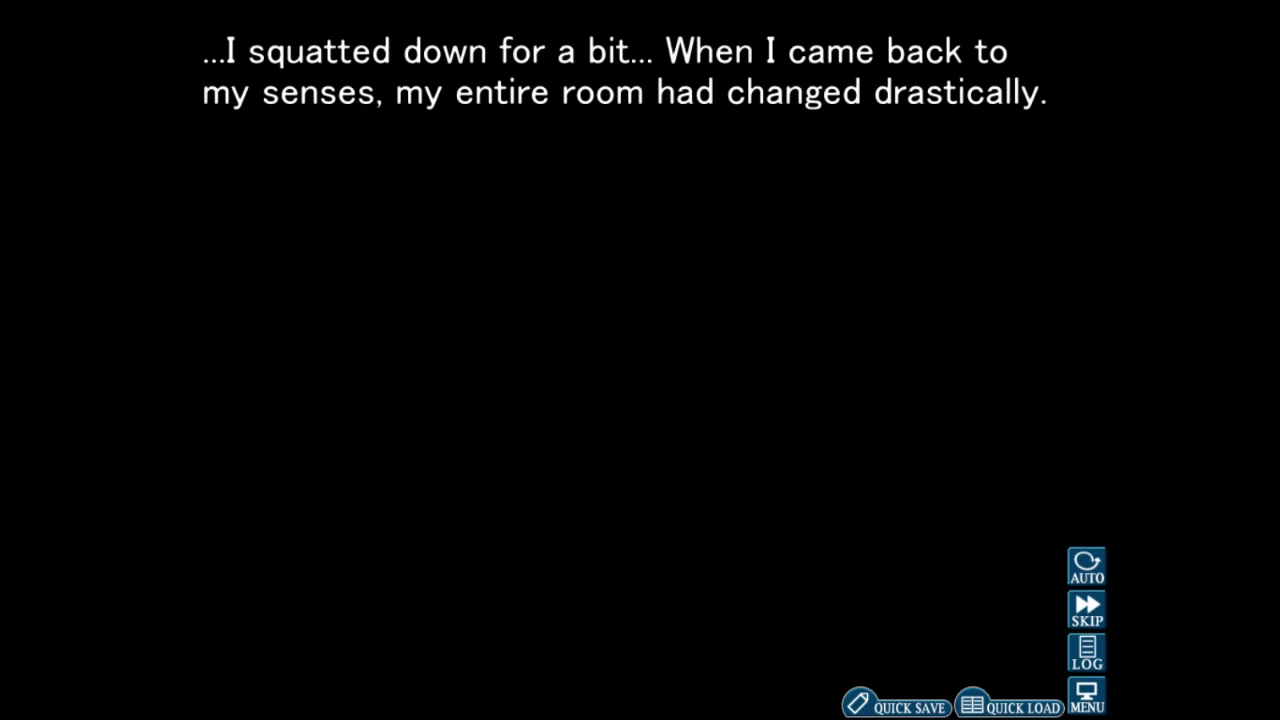 ...I squatted down for a bit... When I came back to
my senses, my entire room had changed drastically.
AUTO
SKIP
LOG
MENU
QUICK SAVE
QUICK LOAD